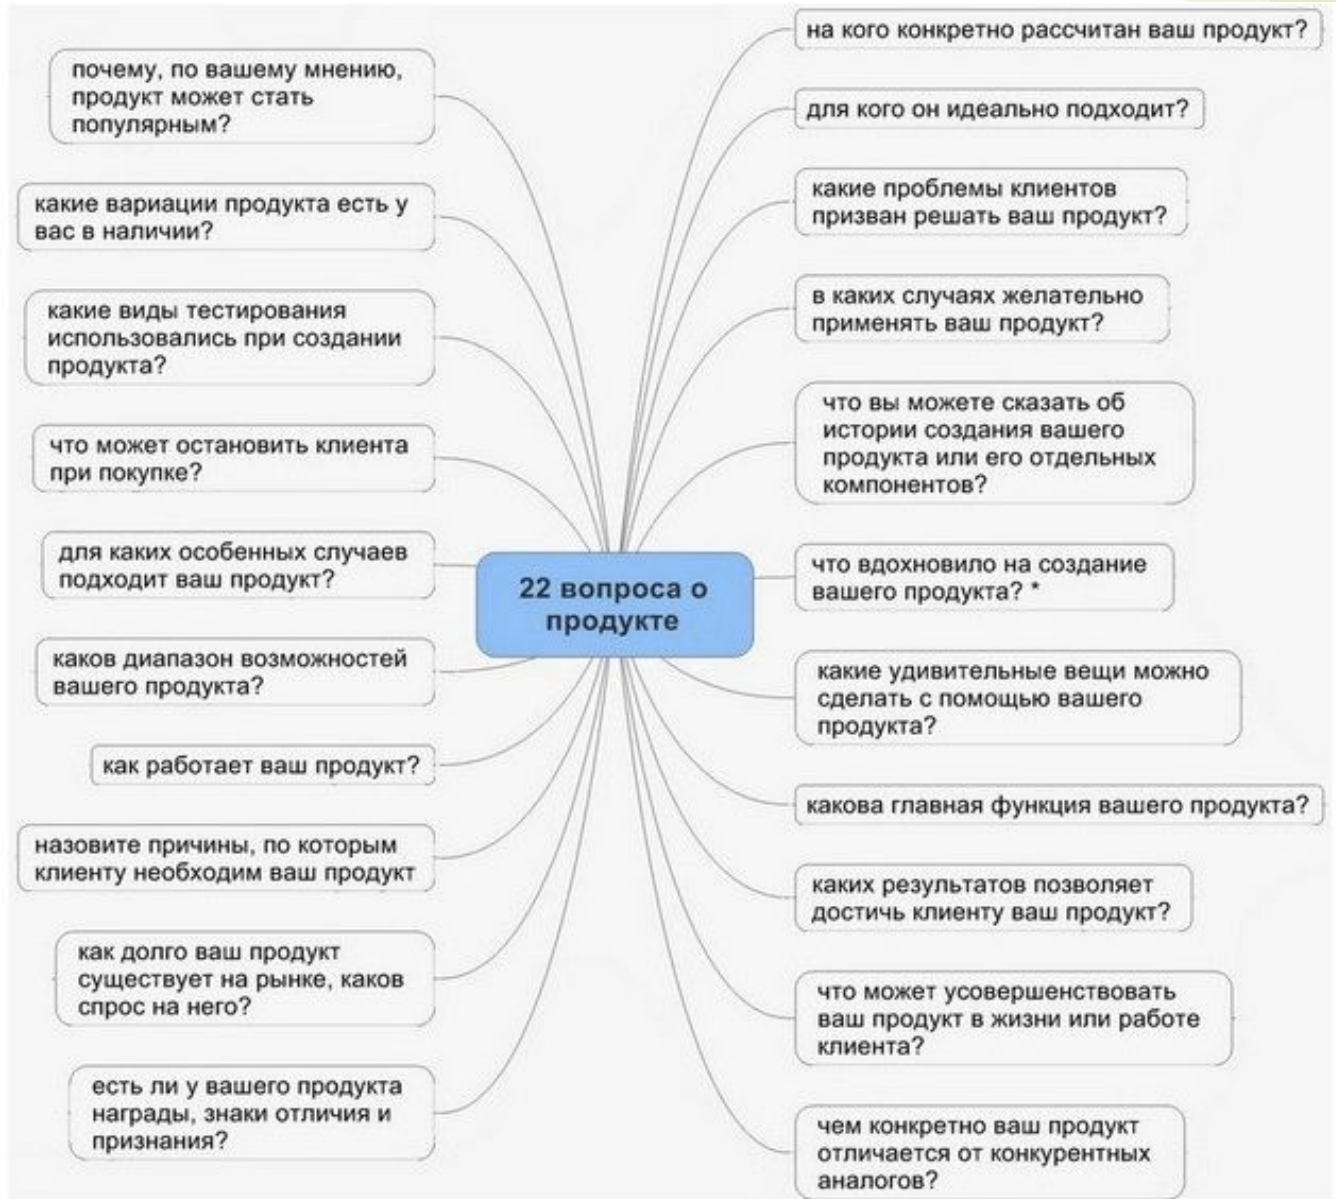 почему, по вашему мнению,
продукт может стать
популярным?
какие вариации продукта есть у
вас в наличии?
какие виды тестирования
использовались при создании
продукта?
что может остановить клиента
при покупке?
для каких особенных случаев
подходит ваш продукт?
каков диапазон возможностей
вашего продукта?
как работает ваш продукт?
назовите причины, по которым
клиенту необходим ваш продукт
как долго ваш продукт
существует на рынке, каков
спрос на него?
есть ли у вашего продукта
награды, знаки отличия и
признания?
22 вопроса о
продукте
на кого конкретно рассчитан ваш продукт?
для кого он идеально подходит?
какие проблемы клиентов
призван решать ваш продукт?
в каких случаях желательно
применять ваш продукт?
что вы можете сказать об
истории создания вашего
продукта или его отдельных
компонентов?
что вдохновило на создание
вашего продукта? *
какие удивительные вещи можно
сделать с помощью вашего
продукта?
какова главная функция вашего продукта?
каких результатов позволяет
достичь клиенту ваш продукт?
что может усовершенствовать
ваш продукт в жизни или работе
клиента?
чем конкретно ваш продукт
отличается от конкурентных
аналогов?